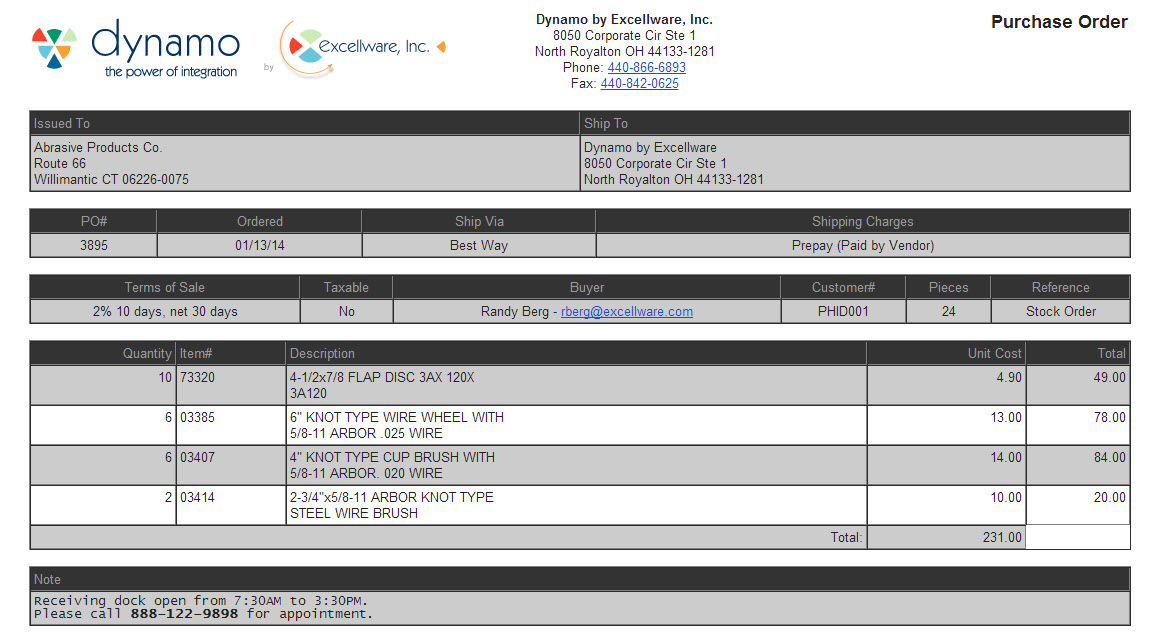 dynamo
the power of integration
by
Excellware, Inc.
Dynamo by Excellware, Inc.
8050 Corporate Cir Ste 1
North Royalton OH 44133-1281
Phone: 440-866-6893
Fax: 440-842-0625
Purchase Order
Issued To Ship To
Abrasive Products Co. Dynamo by Excellware
Route 66 8050 Corporate Cir Ste 1
Willimantic CT 06226-0075 North Royalton OH 44133-1281
PO# Ordered Ship Via Shipping Charges
3895 01/13/14 Best Way Prepay (Paid by Vendor)
Terms of Sale Taxable Buyer Customer# Pieces Reference
2% 10 days, net 30 days No Randy Berg - rberg@excellware.com PHID001 24 Stock Order
Quantity Item# Description Unit Cost Total
10 73320 4-1/2x7/8 FLAP DISC 3AX 120X 4.90 49.00
3A120
6 03385 6" KNOT TYPE WIRE WHEEL WITH 13.00 78.00
5/8-11 ARBOR .025 WIRE
6 03407 4" KNOT TYPE CUP BRUSH WITH 14.00 84.00
5/8-11 ARBOR. 020 WIRE
2 03414 2-3/4"x5/8-11 ARBOR KNOT TYPE 10.00 20.00
STEEL WIRE BRUSH
Total: 231.00
Note
Receiving dock open from 7:30AM to 3:30PM.
Please call 888-122-9898 for appointment.